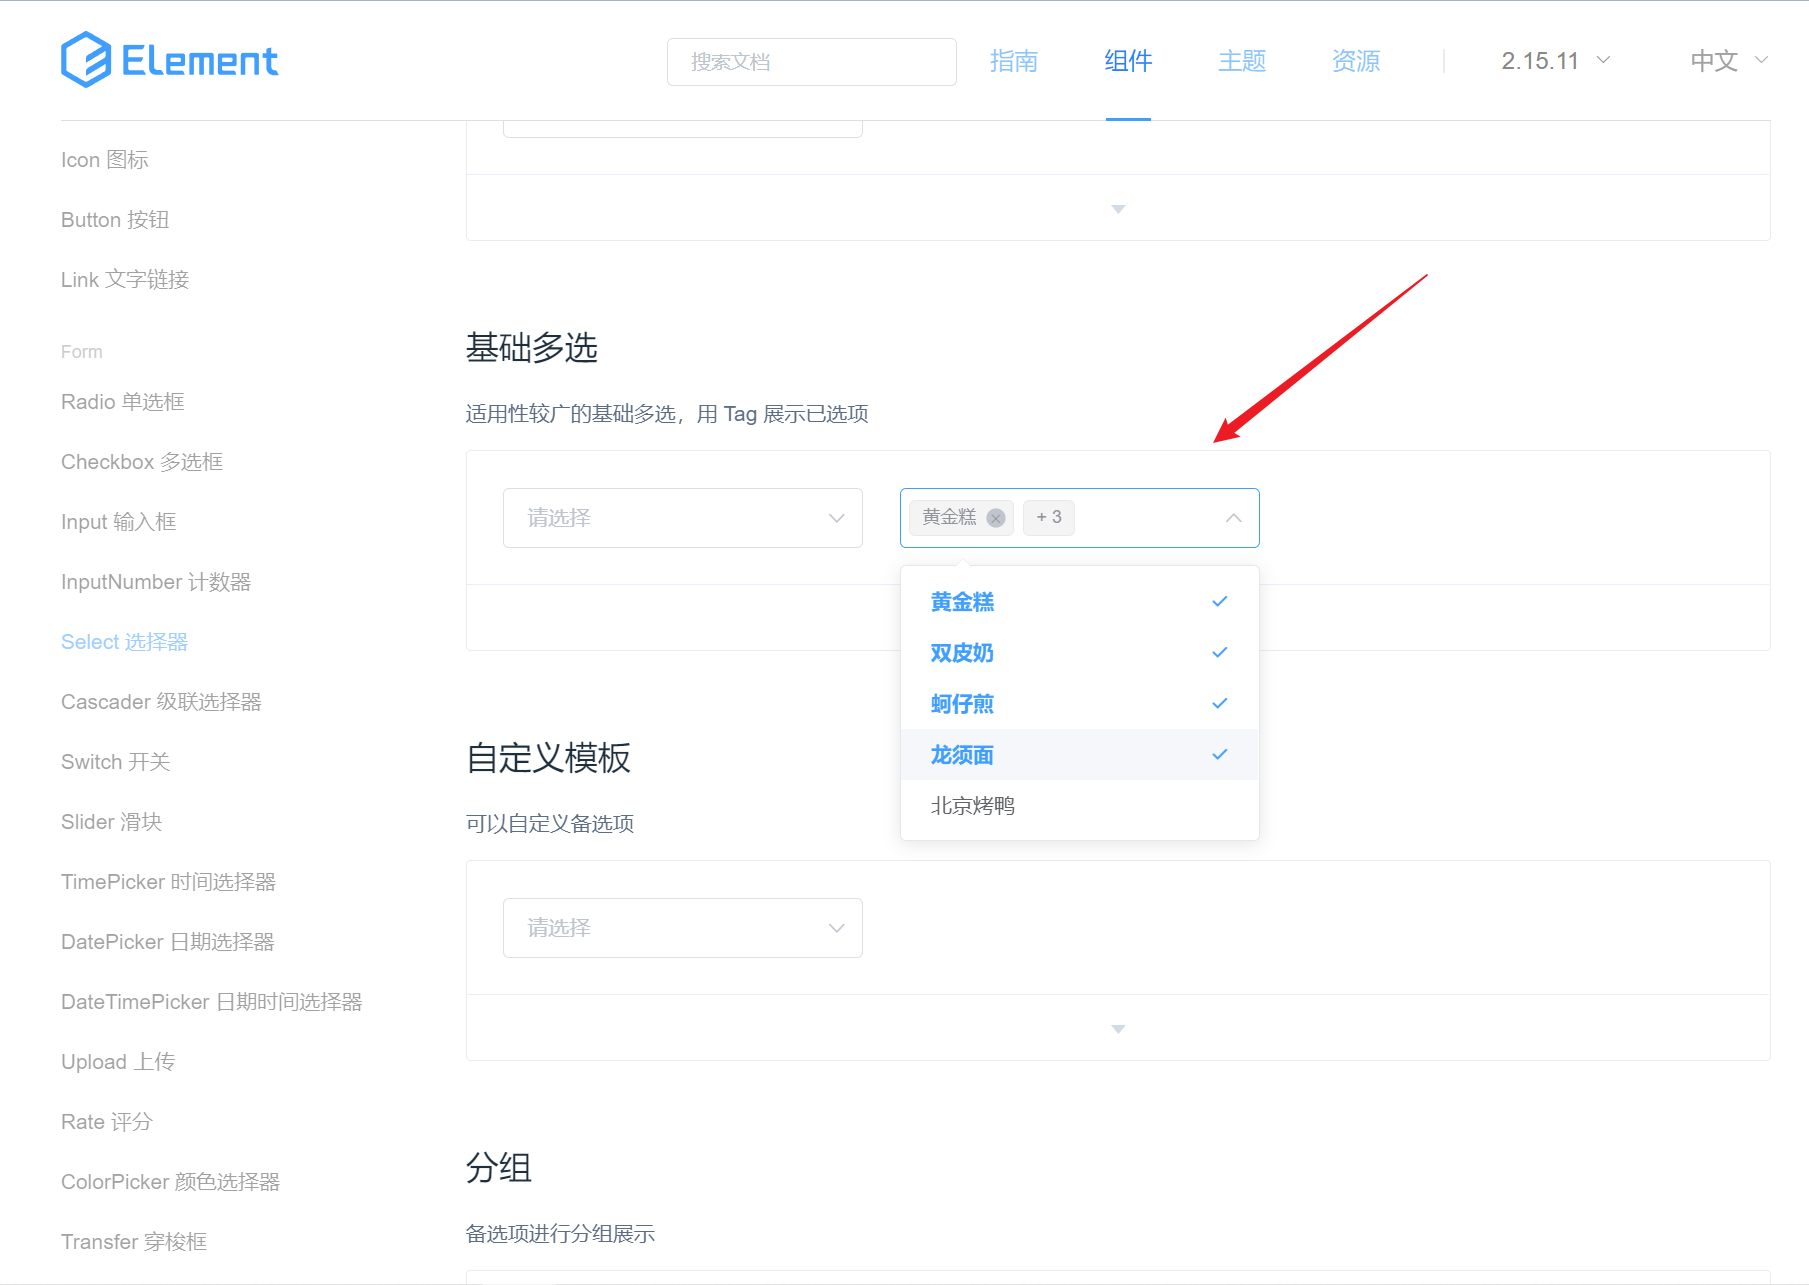 Element
搜索文档
指南
组件
主题
资源
2.15.11
中文
Icon 图标
Button 按钮
Link 文字链接
Form
Radio 单选框
Checkbox 多选框
Input 输入框
InputNumber 计数器
Select 选择器
Cascader 级联选择器
Switch 开关
Slider 滑块
TimePicker 时间选择器
DatePicker 日期选择器
DateTimePicker 日期时间选择器
Upload 上传
Rate 评分
ColorPicker 颜色选择器
Transfer 穿梭框
基础多选
适用性较广的基础多选，用 Tag 展示已选项
请选择
黄金糕
+ 3
黄金糕
双皮奶
蚵仔煎
龙须面
北京烤鸭
自定义模板
可以自定义备选项
请选择
分组
备选项进行分组展示